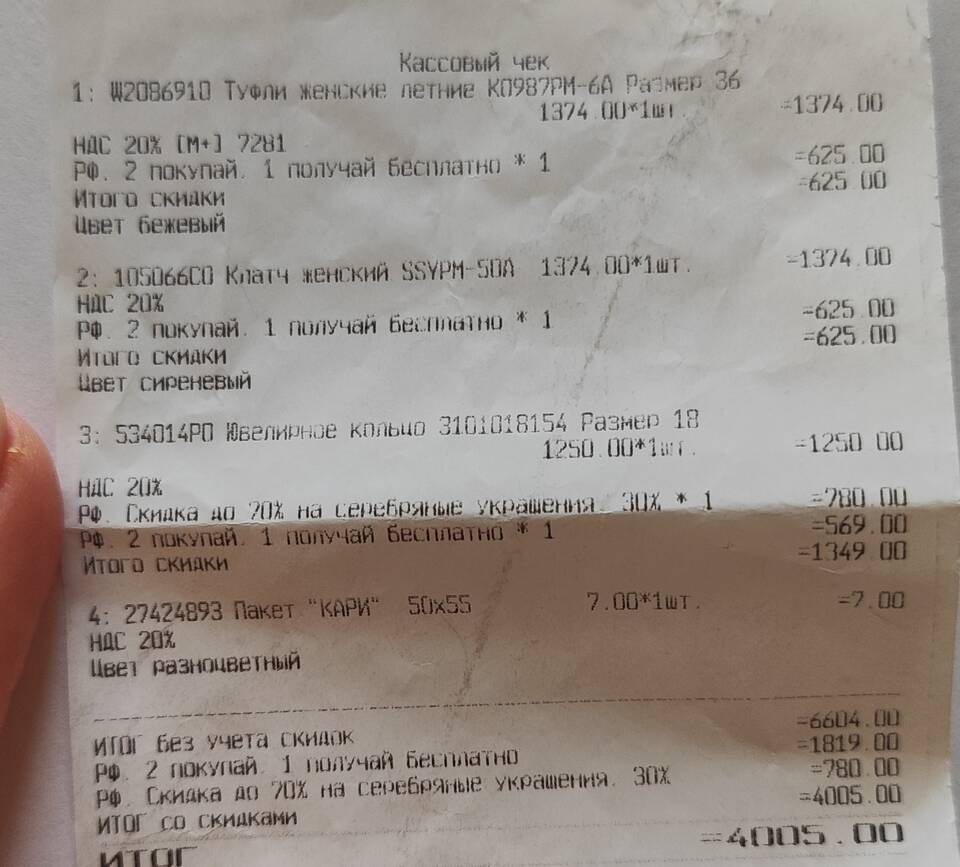 Кассовый чек
1: W2086910 Туфли женские летние K0987PM-6A Размер 36
1374.00*1шт. =1374.00
НДС 20% [М+] 7281
РФ. 2 покупай. 1 получай бесплатно * 1 =625.00
Итого скидки =625.00
Цвет бежевый
2: 105066C0 Клатч женский SSYPM-50A 1374.00*1шт. =1374.00
НДС 20%
РФ. 2 покупай. 1 получай бесплатно * 1 =625.00
Итого скидки =625.00
Цвет сиреневый
3: 534014P0 Ювелирное кольцо 3101018154 Размер 18
1250.00*1шт. =1250.00
НДС 20%
РФ. Скидка до 70% на серебряные украшения. 30% * 1 =780.00
РФ. 2 покупай. 1 получай бесплатно * 1 =569.00
Итого скидки =1349.00
4: 27424893 Пакет "КАРИ" 50x55 7.00*1шт. =7.00
НДС 20%
Цвет разноцветный
ИТОГ без учета скидок =6604.00
РФ. 2 покупай. 1 получай бесплатно =1819.00
РФ. Скидка до 70% на серебряные украшения. 30% =780.00
ИТОГ со скидками =4005.00
ИТОГ =4005.00